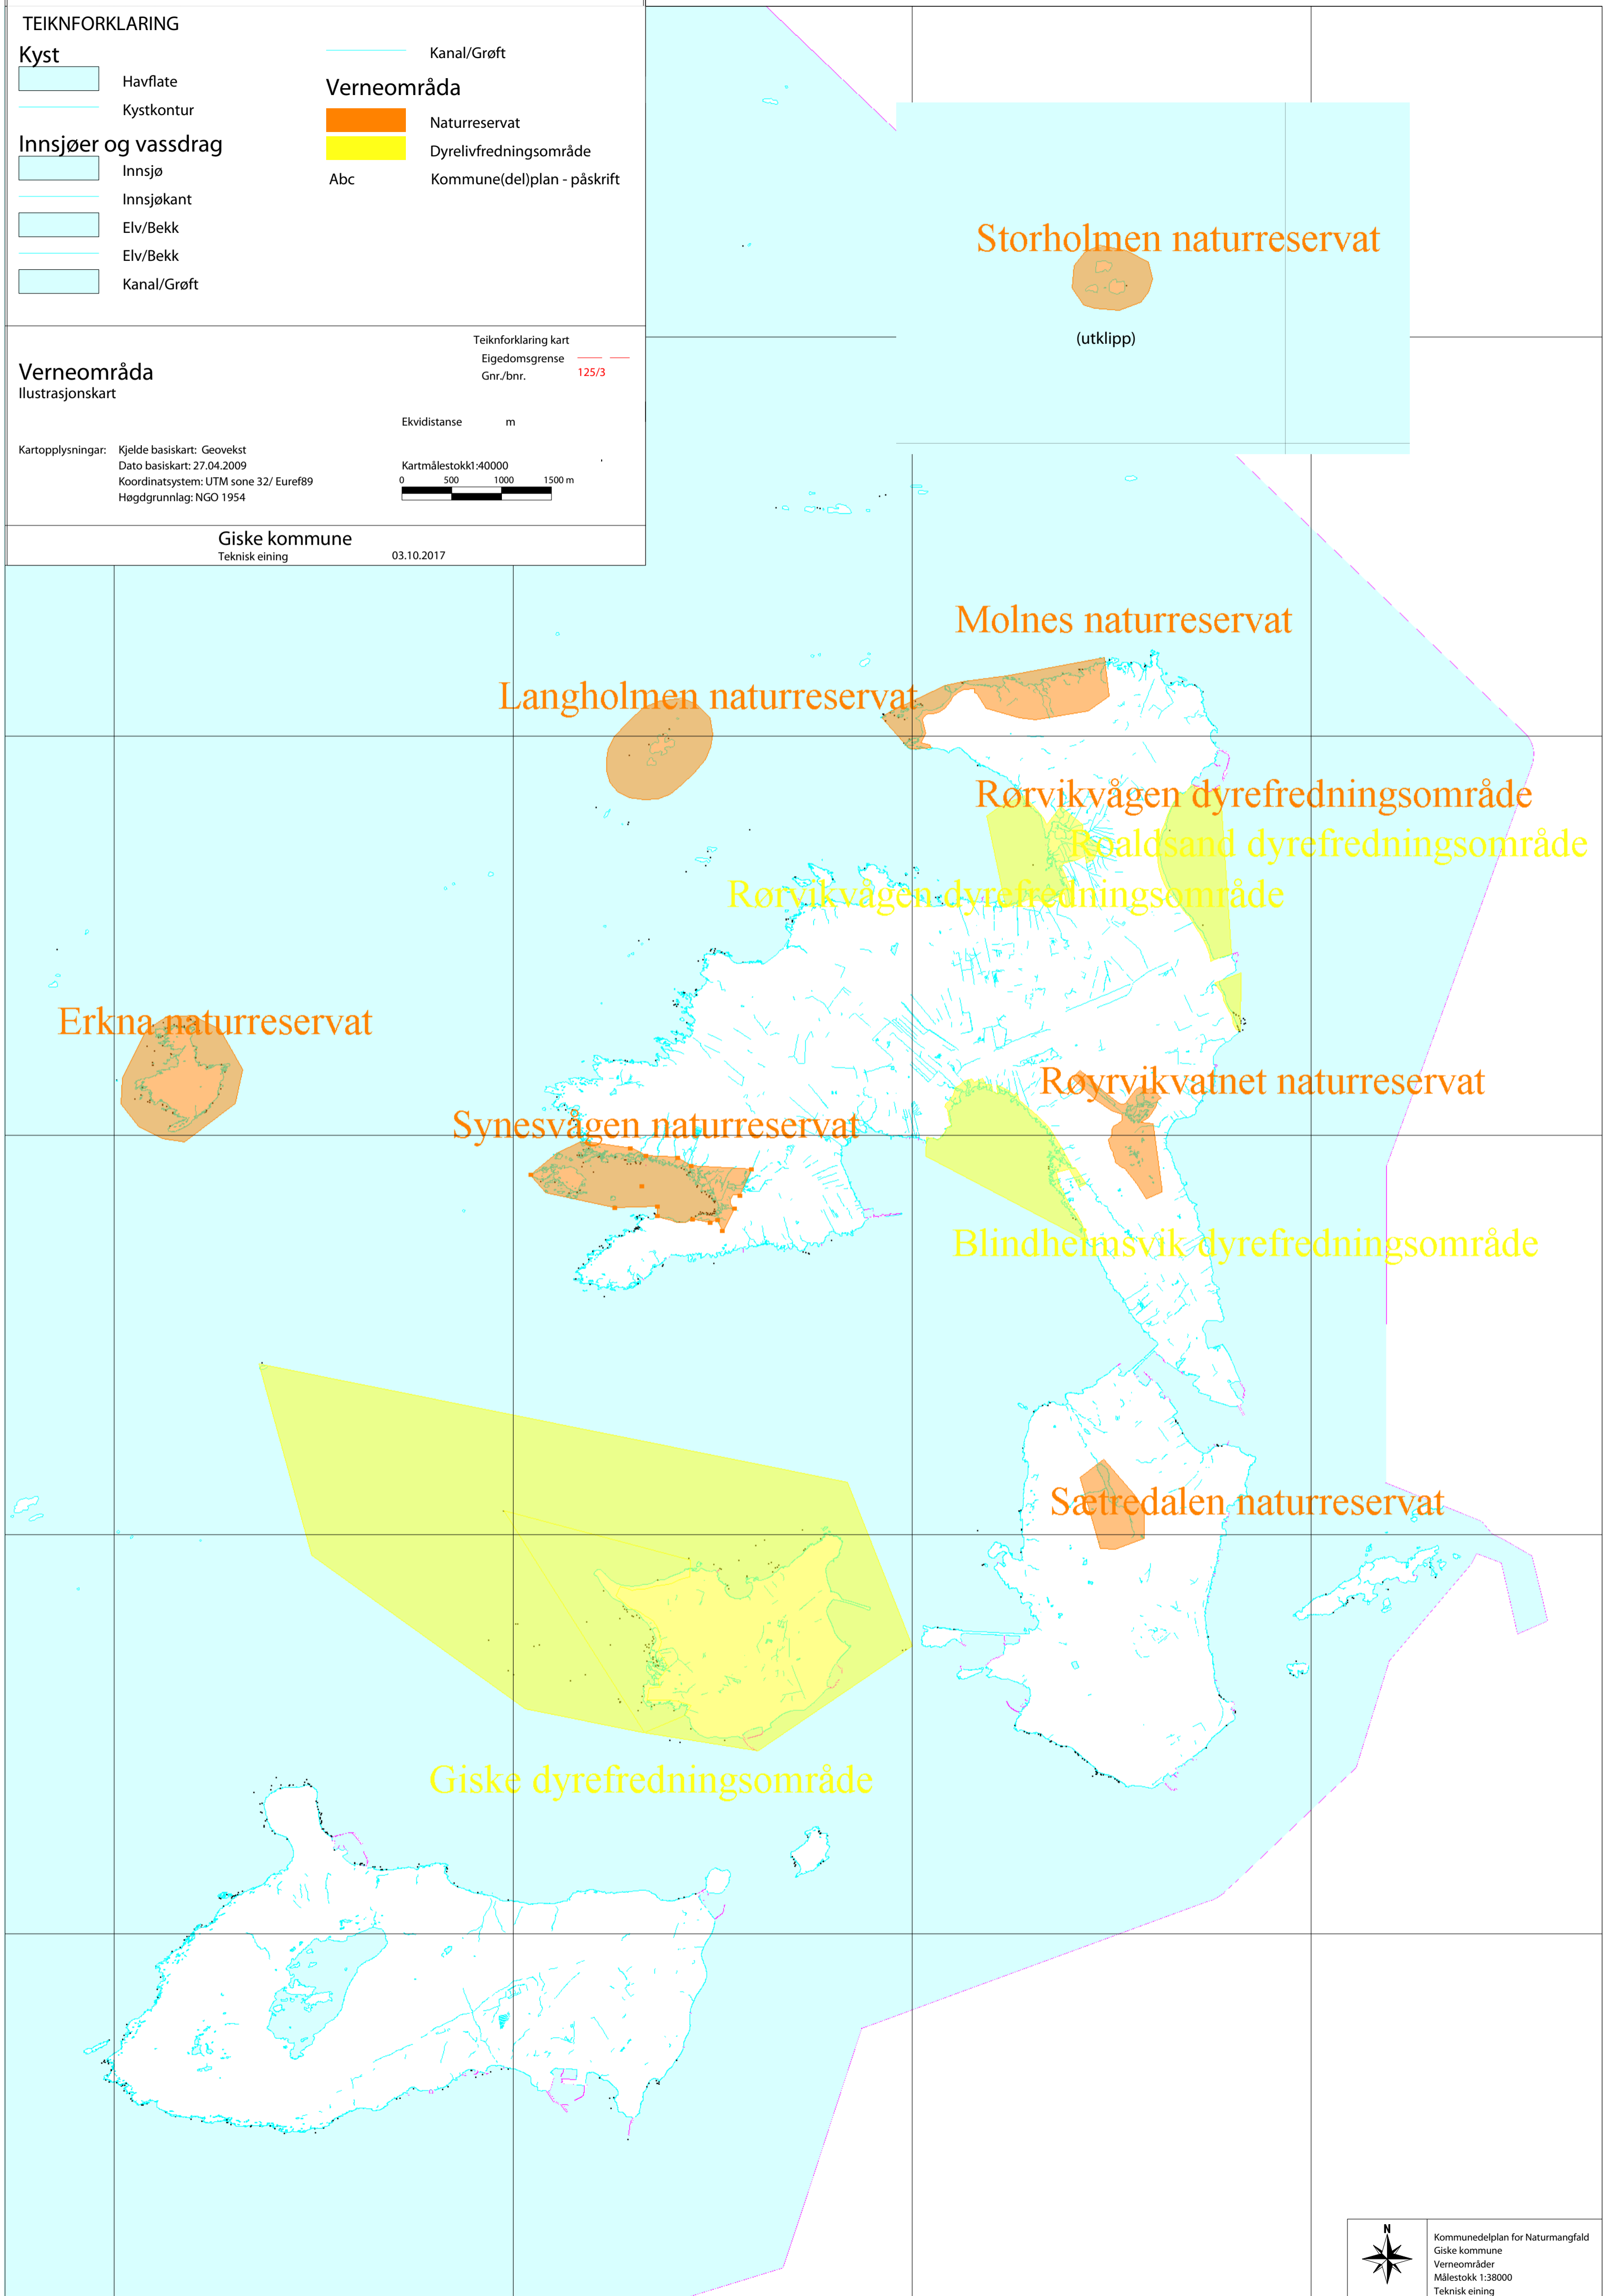 TEIKNFORKLARING
Kyst
Havflate
Kystkontur
Innsjøer og vassdrag
Innsjø
Innsjøkant
Elv/Bekk
Elv/Bekk
Kanal/Grøft
Kanal/Grøft
Verneområda
Naturreservat
Dyrelivfredningsområde
Abc Kommune(del)plan - påskrift
Verneområda
Ilustrasjonskart
Teiknforklaring kart
Eigedomsgrense
Gnr./bnr. 125/3
Ekvidistanse m
Kartopplysningar: Kjelde basiskart: Geovekst
Dato basiskart: 27.04.2009
Koordinatsystem: UTM sone 32/ Euref89
Høgdgrunnlag: NGO 1954
Kartmålestokk1:40000
0 500 1000 1500 m
Giske kommune
Teknisk eining 03.10.2017
Storholmen naturreservat
(utklipp)
Molnes naturreservat
Langholmen naturreservat
Rørvikvågen dyrefredningsområde
Roaldsand dyrefredningsområde
Rørvikvågen dyrefredningsområde
Erkna naturreservat
Røyrvikvatnet naturreservat
Synesvågen naturreservat
Blindheimsvik dyrefredningsområde
Sætredalen naturreservat
Giske dyrefredningsområde
N
Kommunedelplan for Naturmangfald
Giske kommune
Verneområder
Målestokk 1:38000
Teknisk eining